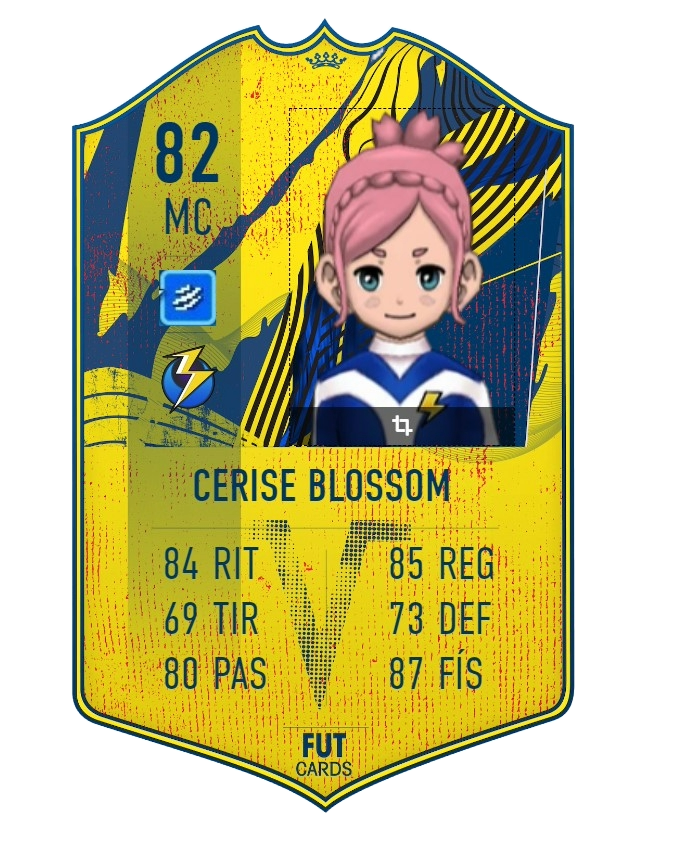 82
MC
CERISE BLOSSOM
84 RIT 85 REG
69 TIR 73 DEF
80 PAS 87 FÍS
FUT
CARDS